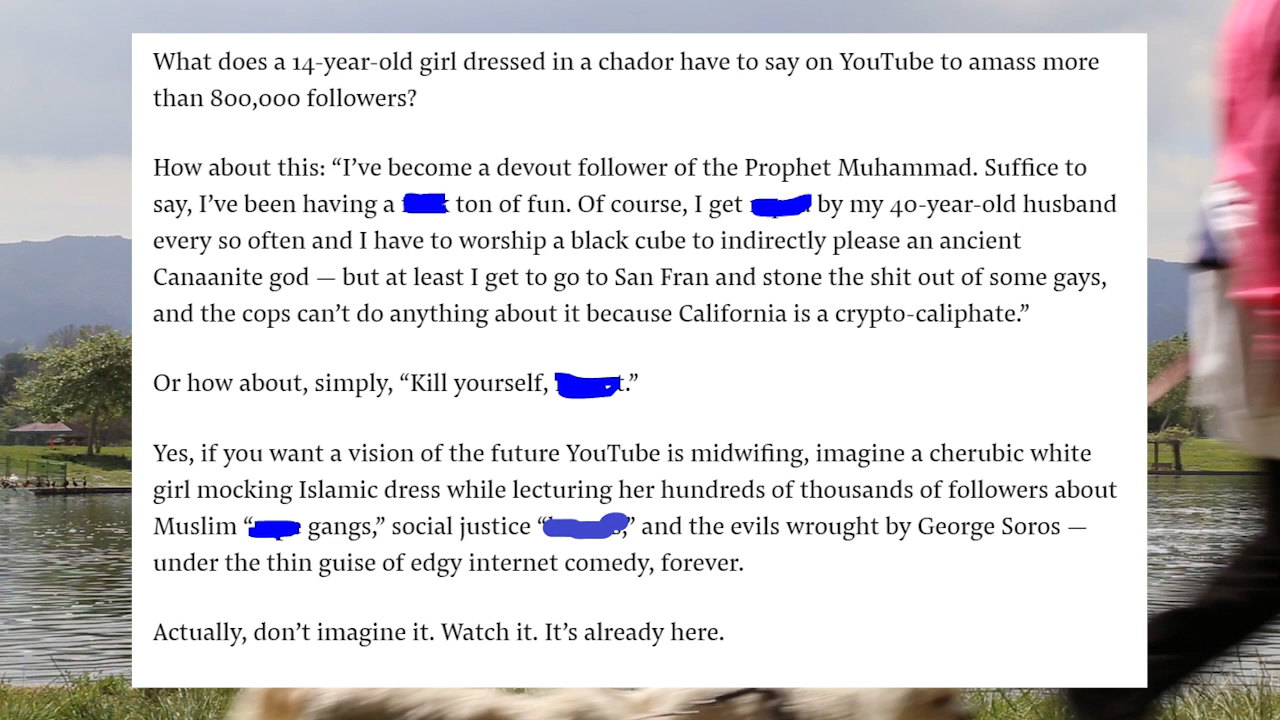 What does a 14-year-old girl dressed in a chador have to say on YouTube to amass more
than 800,000 followers?
How about this: “I’ve become a devout follower of the Prophet Muhammad. Suffice to
say, I’ve been having a ton of fun. Of course, I get by my 40-year-old husband
every so often and I have to worship a black cube to indirectly please an ancient
Canaanite god — but at least I get to go to San Fran and stone the shit out of some gays,
and the cops can’t do anything about it because California is a crypto-caliphate.”
Or how about, simply, “Kill yourself, .”
Yes, if you want a vision of the future YouTube is midwifing, imagine a cherubic white
girl mocking Islamic dress while lecturing her hundreds of thousands of followers about
Muslim “ gangs,” social justice “ ,” and the evils wrought by George Soros —
under the thin guise of edgy internet comedy, forever.
Actually, don’t imagine it. Watch it. It’s already here.